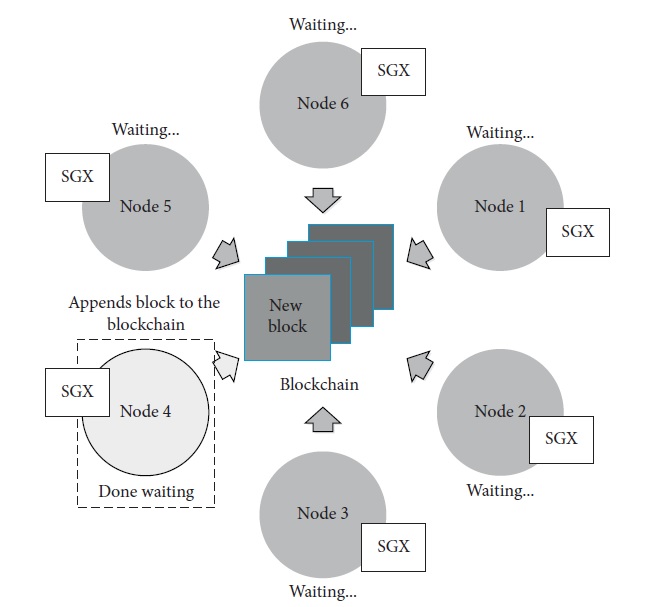 Waiting...
SGX
Node 6
Waiting...
SGX
Node 5
Waiting...
Node 1
SGX
Appends block to the
blockchain
New
block
Blockchain
SGX
Node 4
Done waiting
Node 2
SGX
Waiting...
Node 3
SGX
Waiting...